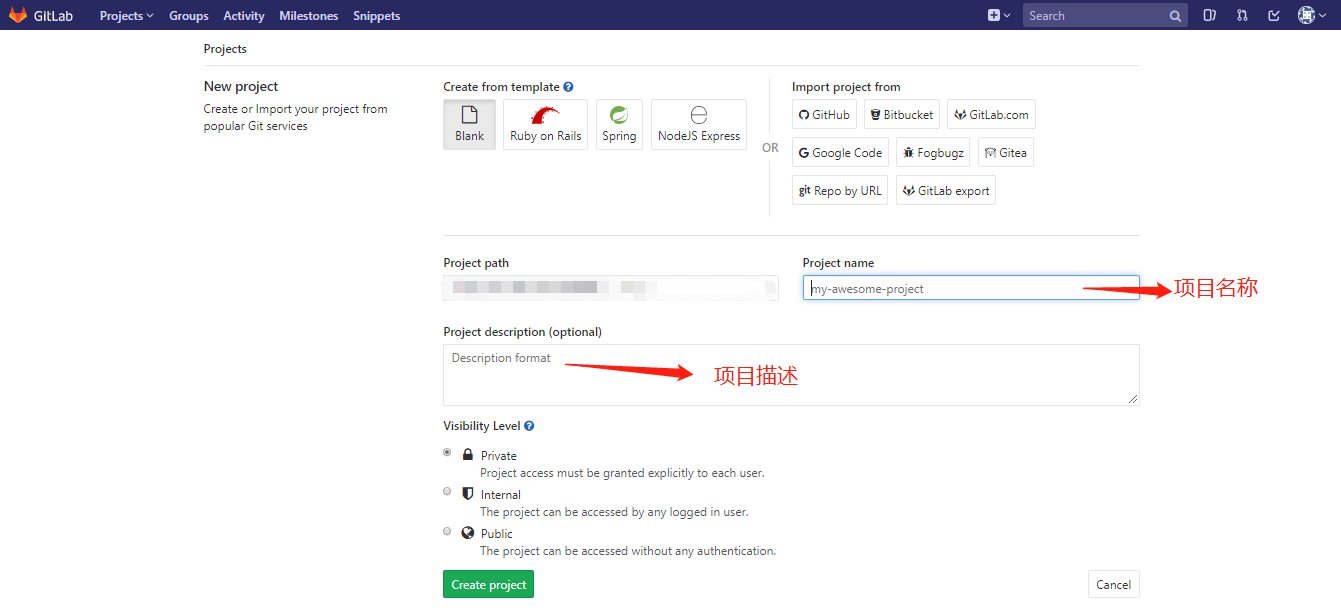 GitLab Projects Groups Activity Milestones Snippets Search
Projects
New project
Create or Import your project from
popular Git services
Create from template
Blank Ruby on Rails Spring NodeJS Express
OR
Import project from
GitHub Bitbucket GitLab.com
Google Code Fogbugz Gitea
git Repo by URL GitLab export
Project path
Project name
my-awesome-project
项目名称
Project description (optional)
Description format
项目描述
Visibility Level
Private
Project access must be granted explicitly to each user.
Internal
The project can be accessed by any logged in user.
Public
The project can be accessed without any authentication.
Create project Cancel